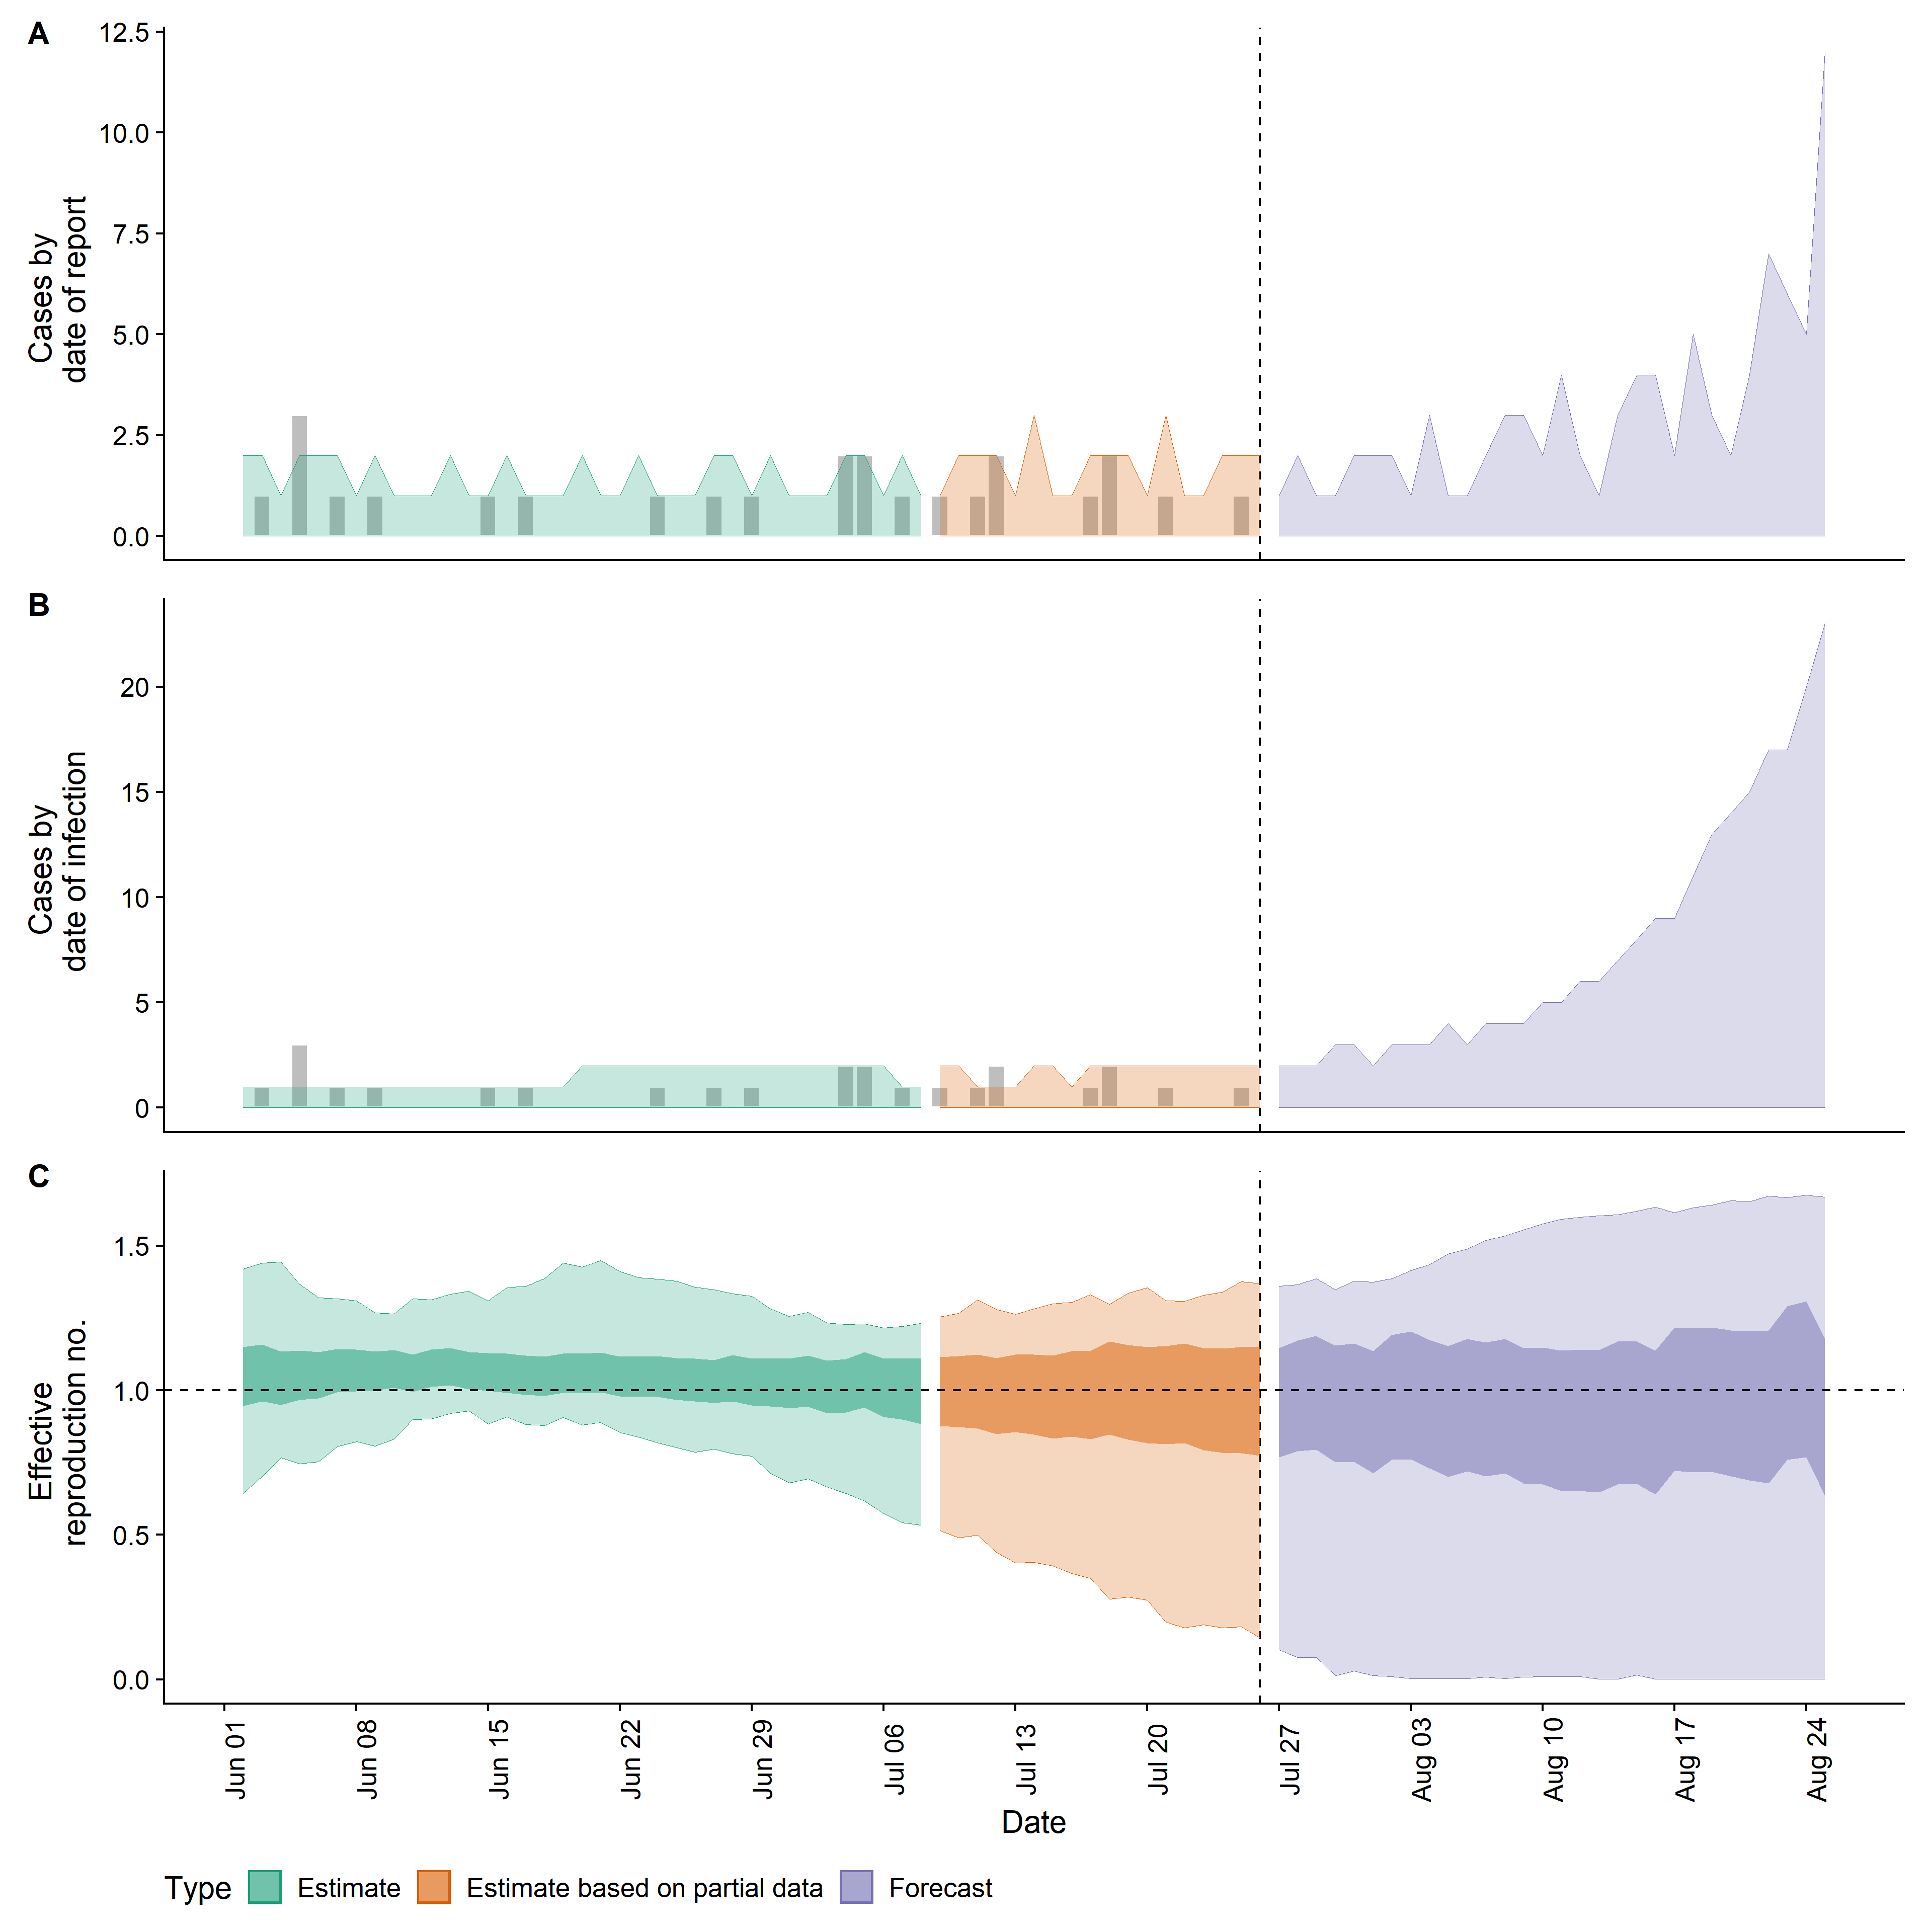 A
12.5
10.0
7.5
5.0
2.5
0.0
Cases by
date of report
B
20
15
10
5
0
Cases by
date of infection
C
1.5
1.0
0.5
0.0
Effective
reproduction no.
Jun 01
Jun 08
Jun 15
Jun 22
Jun 29
Jul 06
Jul 13
Jul 20
Jul 27
Aug 03
Aug 10
Aug 17
Aug 24
Date
Type
Estimate
Estimate based on partial data
Forecast